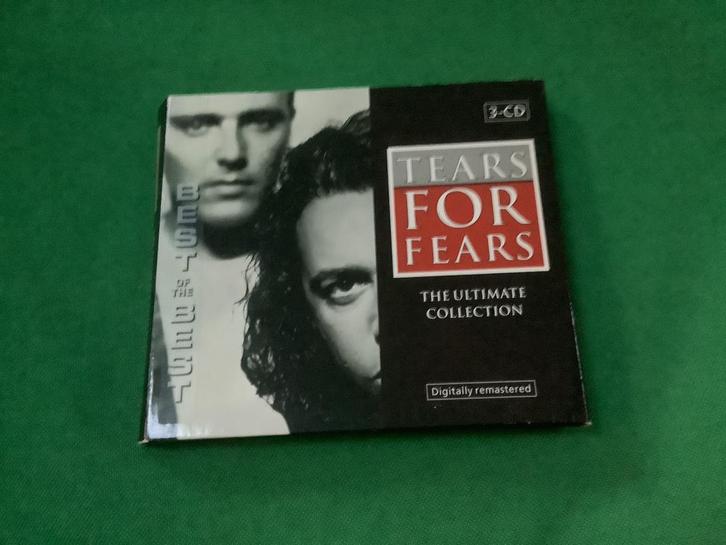 3-CD
TEARS
FOR
FEARS
THE ULTIMATE
COLLECTION
Digitally remastered
BEST
OF
THE
BEST